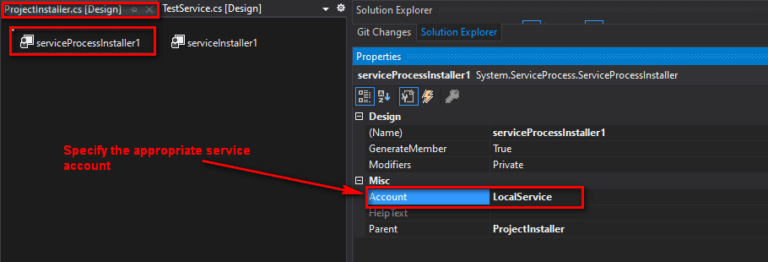 ProjectInstaller.cs [Design]
TestService.cs [Design]
Solution Explorer
serviceProcessInstaller1
serviceInstaller1
Git Changes
Solution Explorer
Properties
serviceProcessInstaller1 System.ServiceProcess.ServiceProcessInstaller
Design
(Name) serviceProcessInstaller1
GenerateMember True
Modifiers Private
Specify the appropriate service
account
Misc
Account LocalService
HelpText
Parent ProjectInstaller